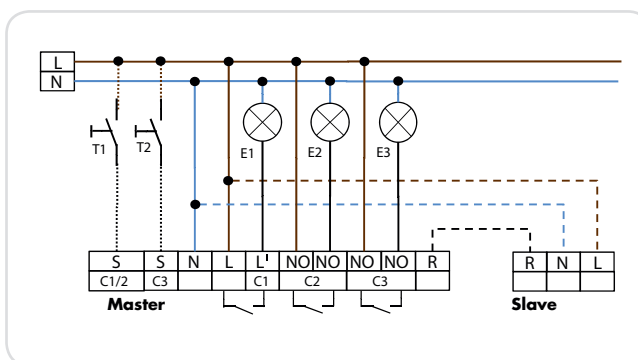 L
N
T1 T2 E1 E2 E3
S S N L L' NO NO NO NO R R N L
C1/2 C3 C1 C2 C3
Master Slave